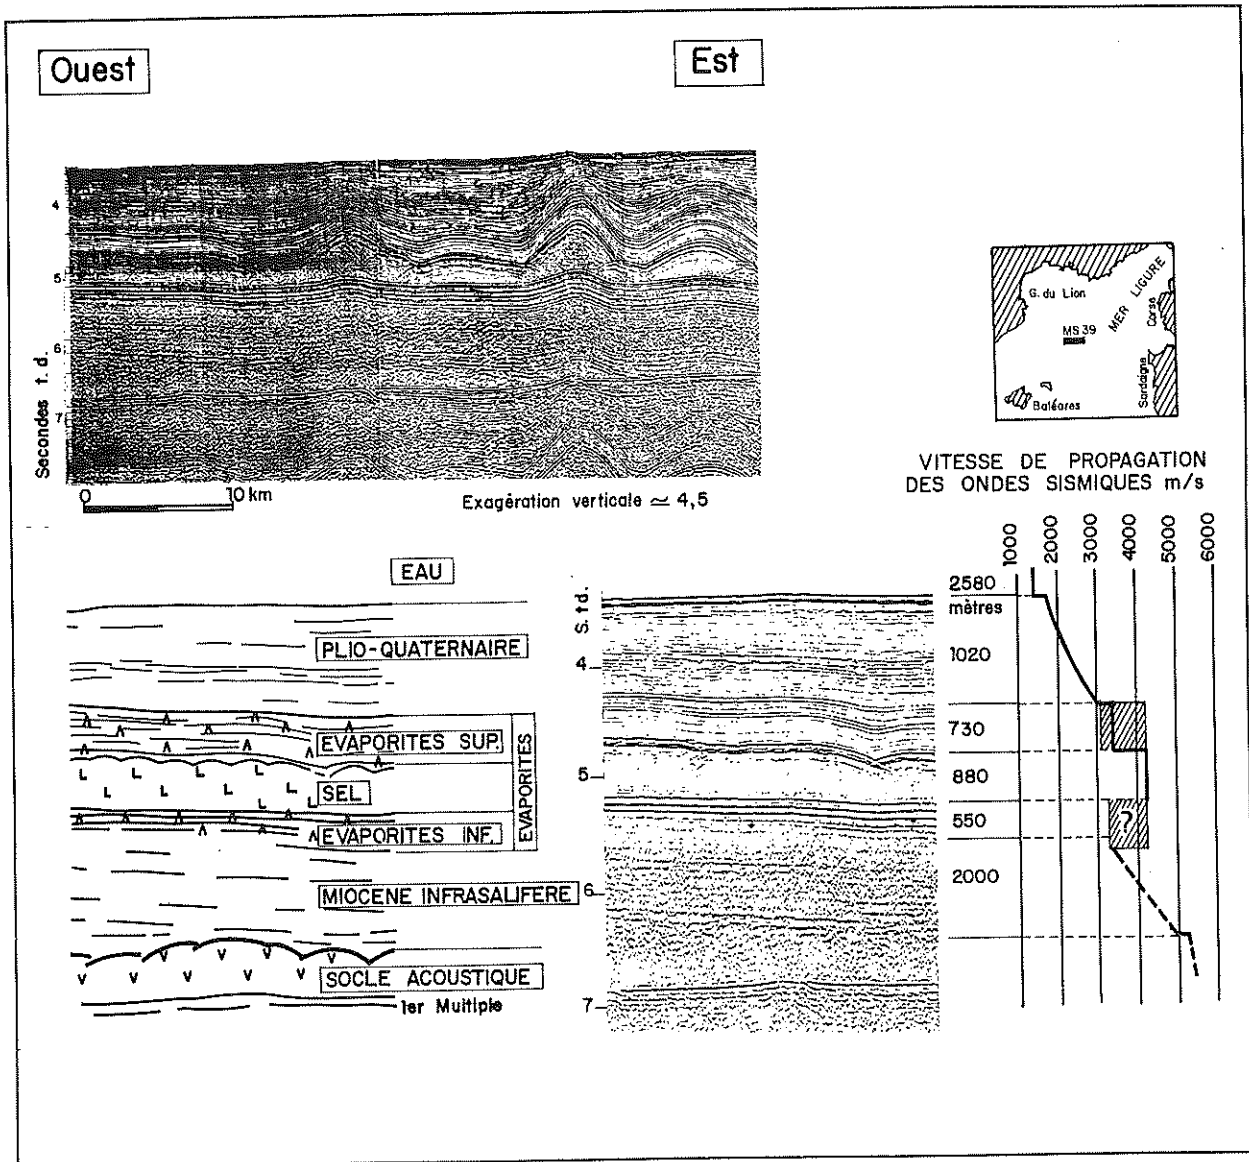 Ouest
Est
4
5
6
7
Secondes t. d.
0
10 km
Exagération verticale ≃ 4,5
G. du Lion
MER LIGURE
Corse
MS 39
Sardaigne
Baléares
VITESSE DE PROPAGATION
DES ONDES SISMIQUES m/s
1000
2000
3000
4000
5000
6000
EAU
PLIO-QUATERNAIRE
EVAPORITES SUP.
SEL
EVAPORITES INF.
EVAPORITES
MIOCENE INFRASALIFERE
SOCLE ACOUSTIQUE
1er Multiple
S. td.
4
5
6
7
2580
mètres
1020
730
880
550
2000
?